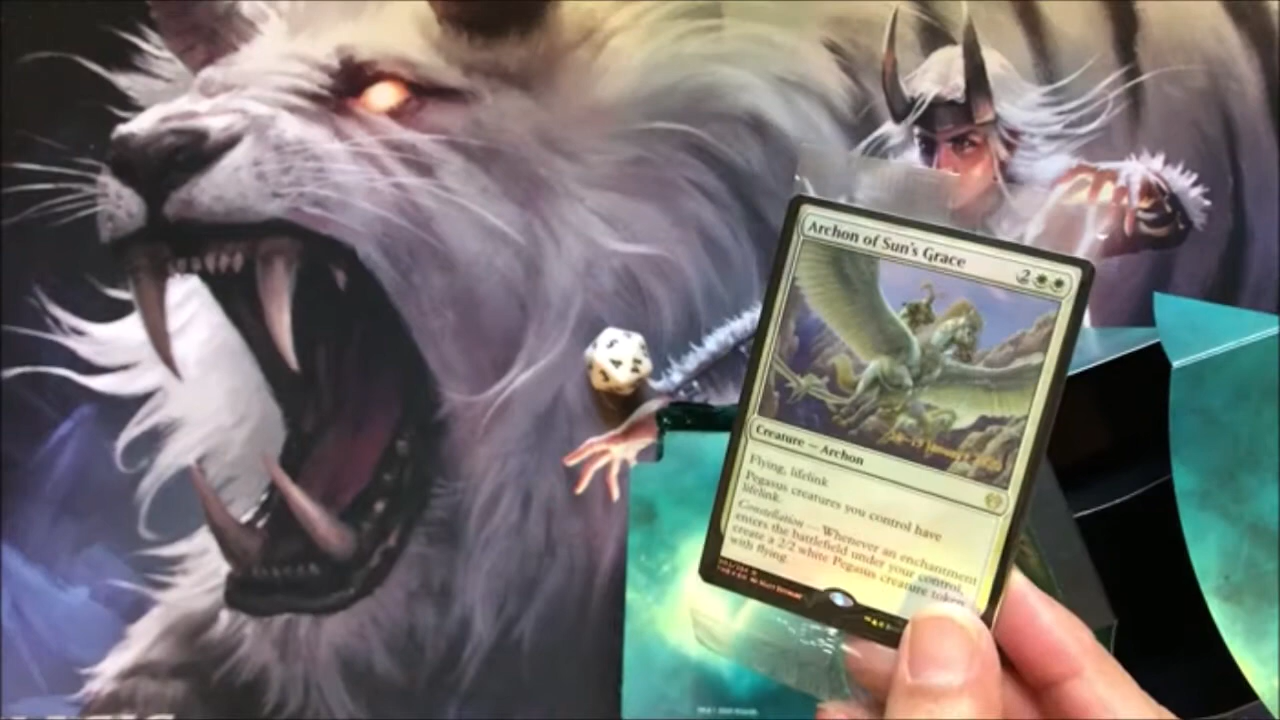 Archon of Sun's Grace
2
Creature — Archon
Flying, lifelink
Pegasus creatures you control have
lifelink.
Constellation — Whenever an enchantment
enters the battlefield under your control,
create a 2/2 white Pegasus creature token
with flying.